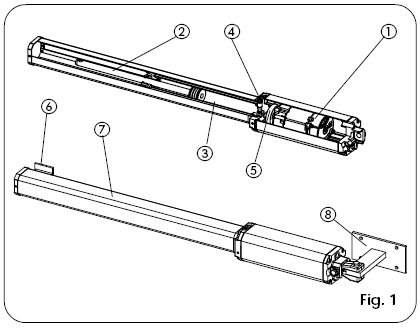 ② ④ ①
⑥ ⑦ ③ ⑤
⑧
Fig. 1